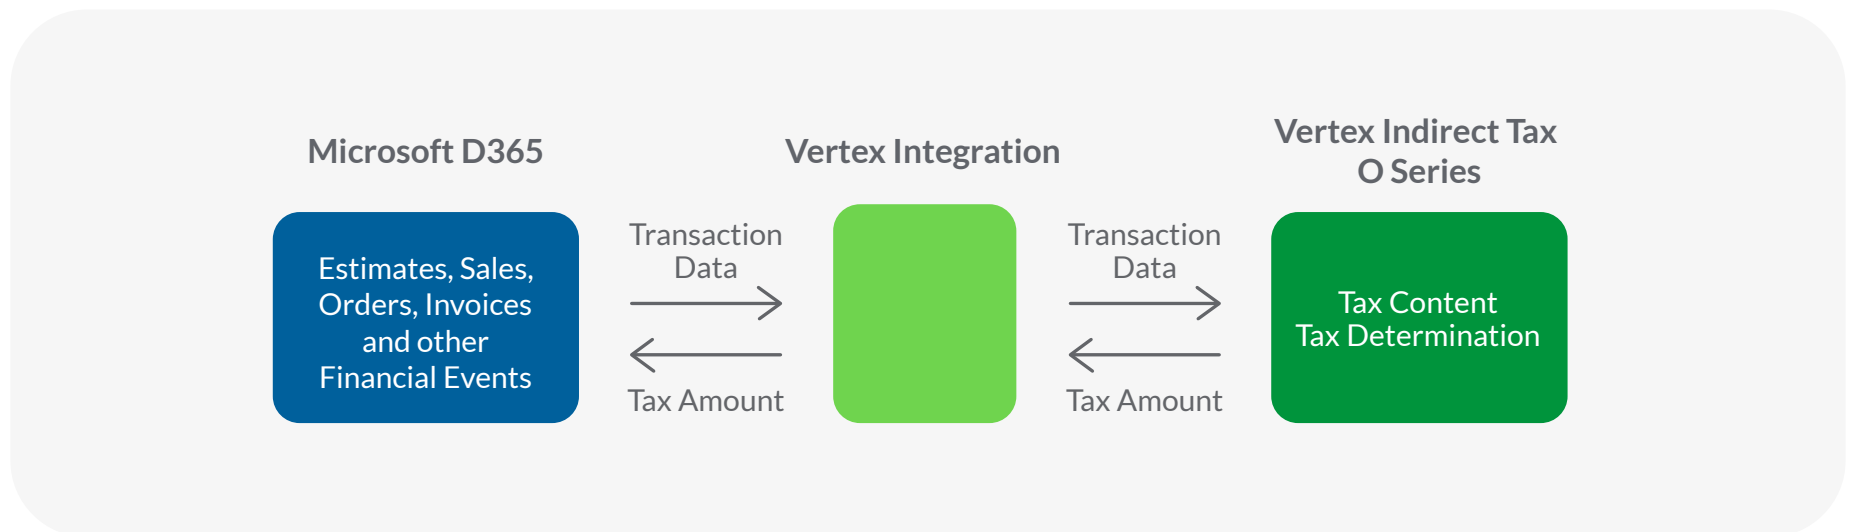 Microsoft D365
Estimates, Sales,
Orders, Invoices
and other
Financial Events
Transaction
Data
Tax Amount
Vertex Integration
Transaction
Data
Tax Amount
Vertex Indirect Tax
O Series
Tax Content
Tax Determination